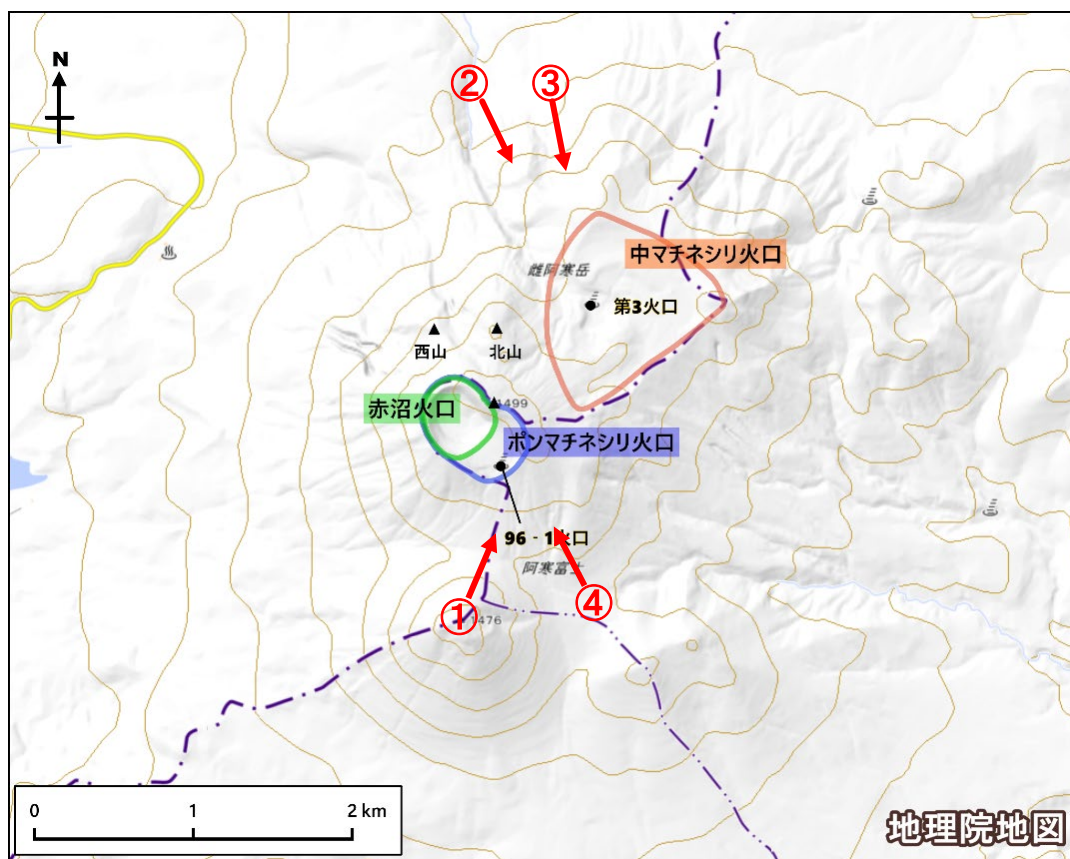 N
②
③
中マチネシリ火口
雌阿寒岳
第3火口
西山
北山
赤沼火口
1499
ポンマチネシリ火口
96-1火口
阿寒富士
①
1476
④
0
1
2 km
地理院地図